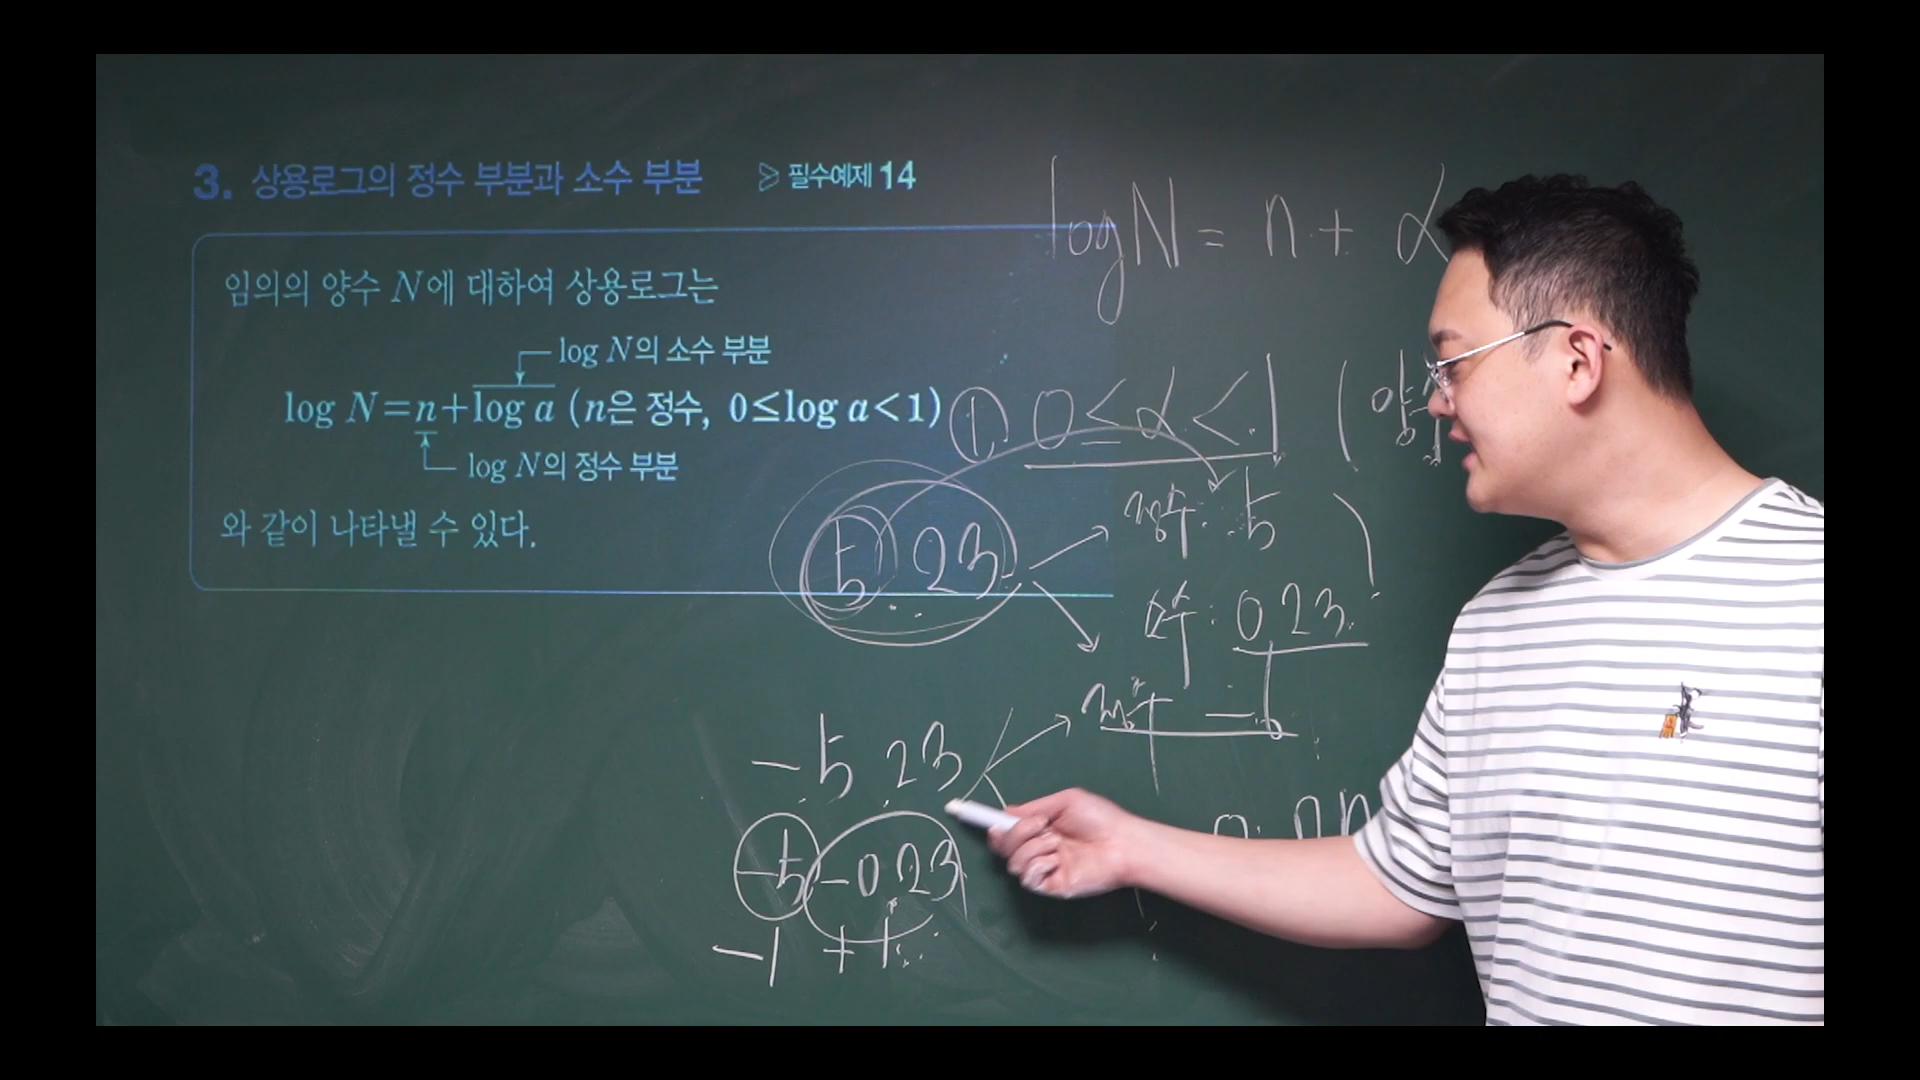 3. 상용로그의 정수 부분과 소수 부분 ▷ 필수예제 14
임의의 양수 N에 대하여 상용로그는
log N의 소수 부분
log N=n+log a (n은 정수, 0≤log a<1)
log N의 정수 부분
와 같이 나타낼 수 있다.
log N = n + α
① 0 ≤ α < 1 (양수
5.23
정수: 5
소수: 0.23
-5.23
정수 -6
-5 -0.23
-1 +1